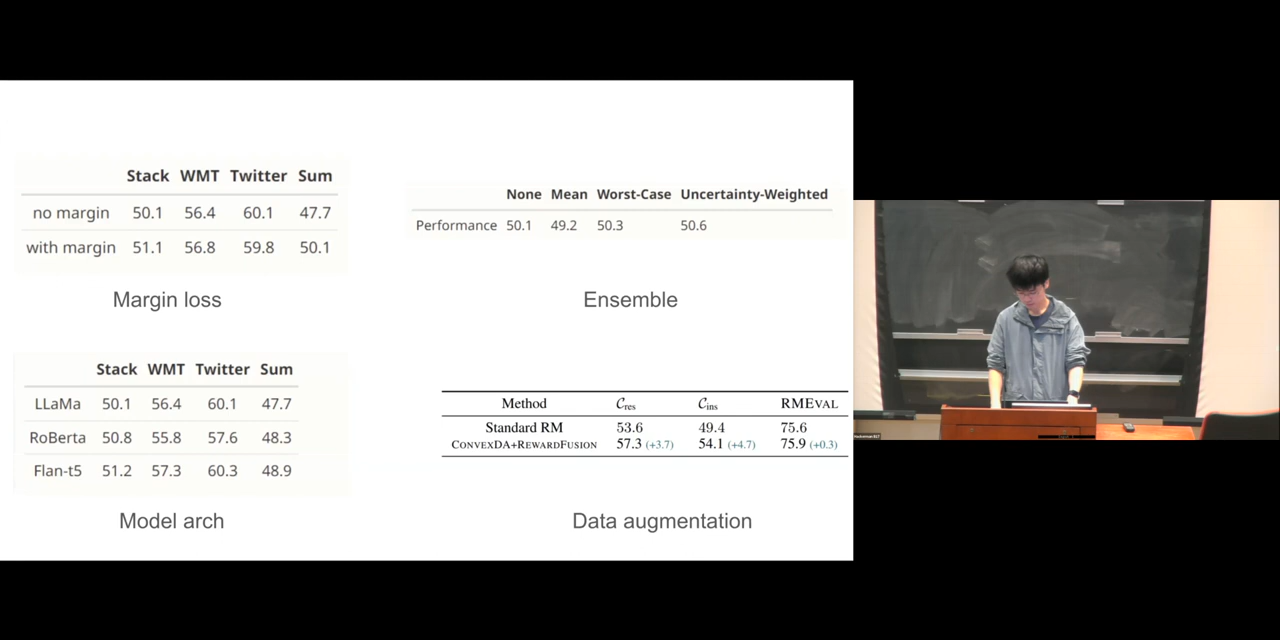 Stack WMT Twitter Sum
no margin 50.1 56.4 60.1 47.7
with margin 51.1 56.8 59.8 50.1
Margin loss
None Mean Worst-Case Uncertainty-Weighted
Performance 50.1 49.2 50.3 50.6
Ensemble
Stack WMT Twitter Sum
LLaMa 50.1 56.4 60.1 47.7
RoBerta 50.8 55.8 57.6 48.3
Flan-t5 51.2 57.3 60.3 48.9
Model arch
Method Cres Cins RMEVAL
Standard RM 53.6 49.4 75.6
CONVEXDA+REWARDFUSION 57.3 (+3.7) 54.1 (+4.7) 75.9 (+0.3)
Data augmentation